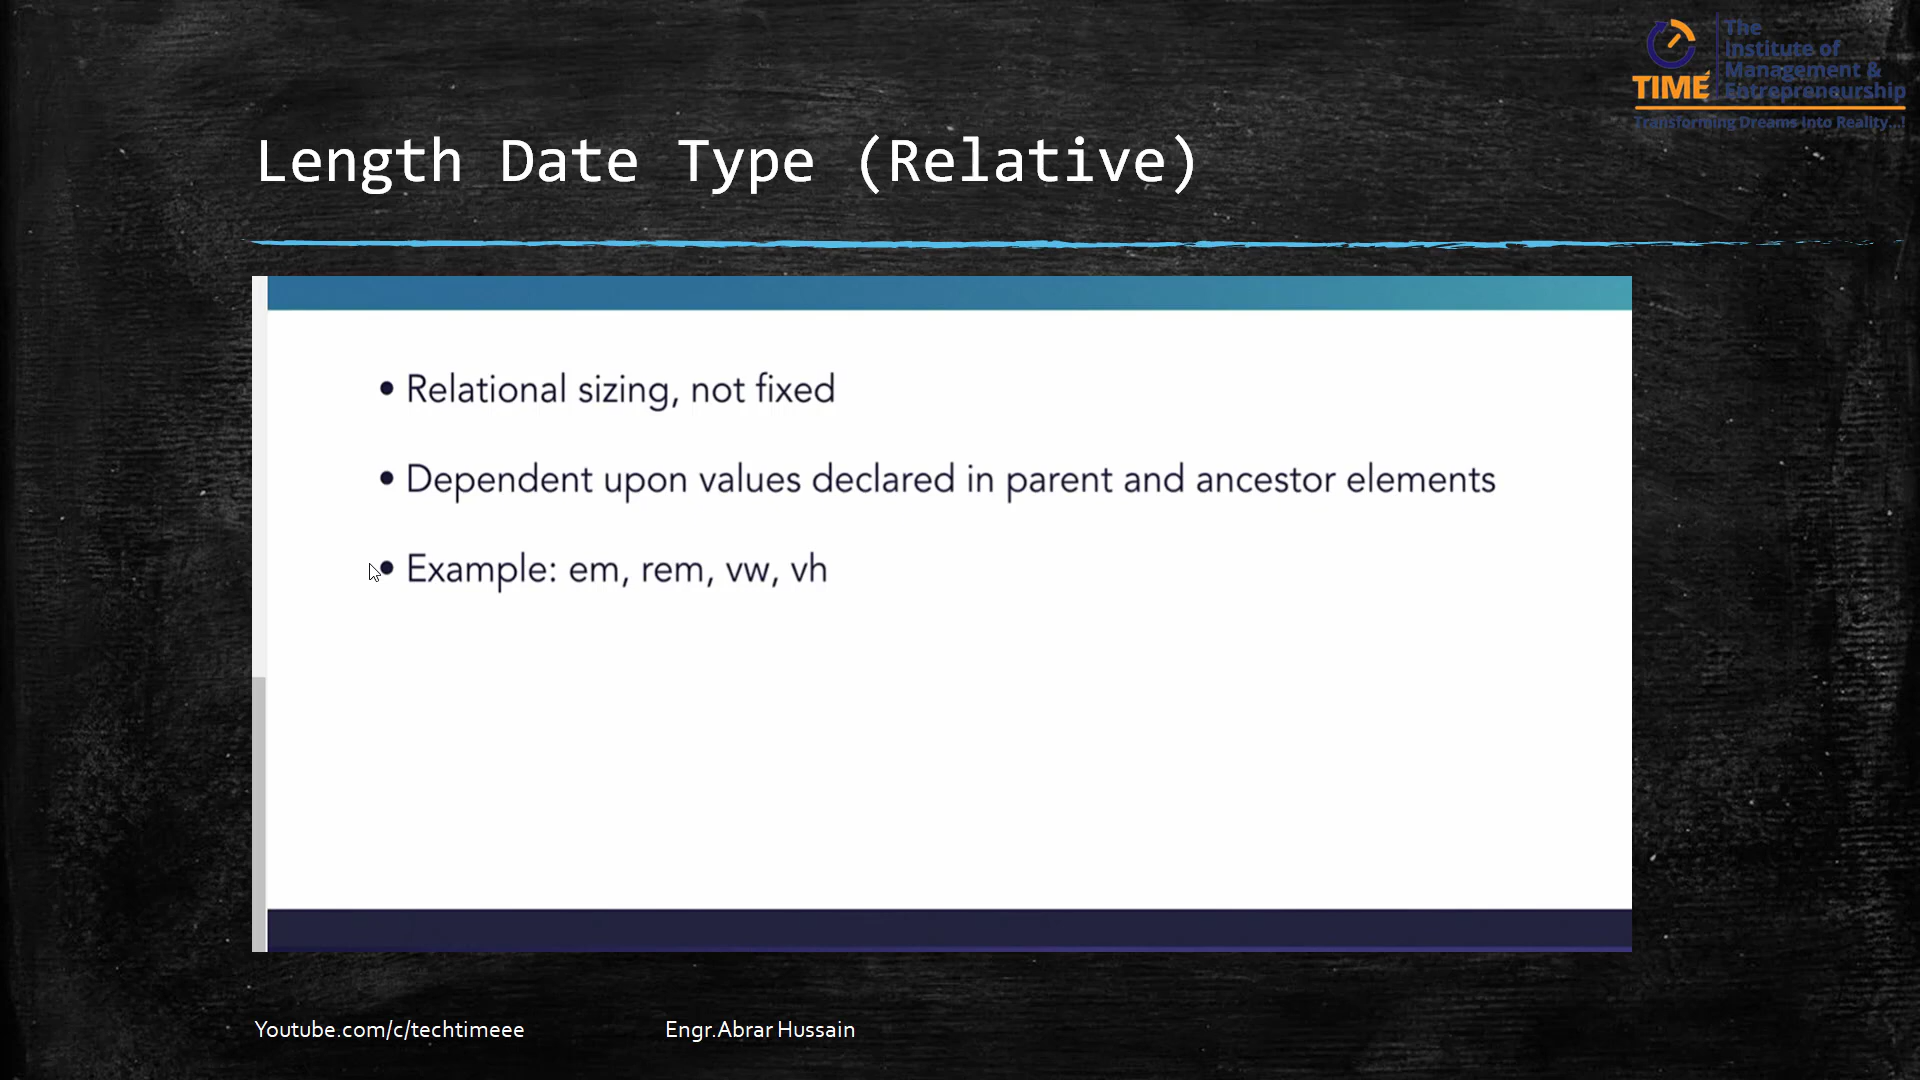 The
Institute of
Management &
Entrepreneurship
TIME
Transforming Dreams Into Reality...!
Length Date Type (Relative)
• Relational sizing, not fixed
• Dependent upon values declared in parent and ancestor elements
• Example: em, rem, vw, vh
Youtube.com/c/techtimeee
Engr.Abrar Hussain